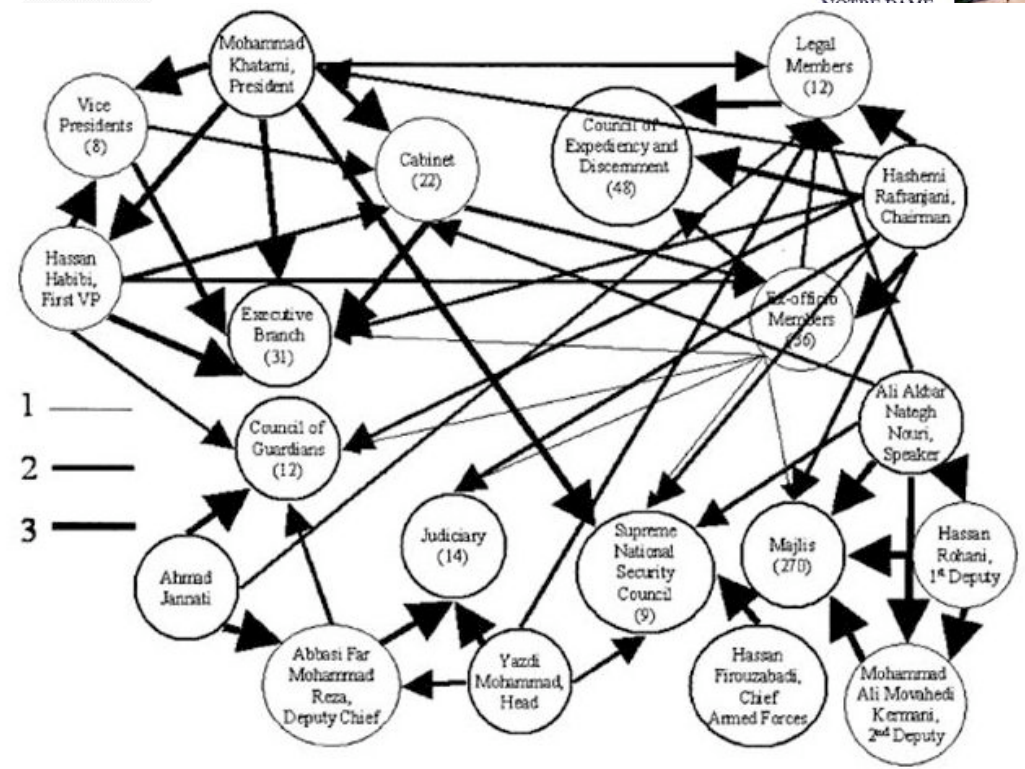 NOTRE DAME
Mohammad
Khatami,
President
Legal
Members
(12)
Vice
Presidents
(8)
Council of
Expediency and
Discernment
(48)
Cabinet
(22)
Hashemi
Rafsanjani,
Chairman
Hassan
Habibi,
First VP
Executive
Branch
(31)
Ex-officio
Members
(36)
1
2
3
Council of
Guardians
(12)
Ali Akbar
Nategh
Nouri,
Speaker
Judiciary
(14)
Supreme
National
Security
Council
(9)
Majlis
(270)
Hassan
Rohani,
1st Deputy
Ahmad
Jannati
Abbasi Far
Mohammad
Reza,
Deputy Chief
Yazdi
Mohammad,
Head
Hassan
Firouzabadi,
Chief
Armed Forces
Mohammad
Ali Movahedi
Kermani,
2nd Deputy